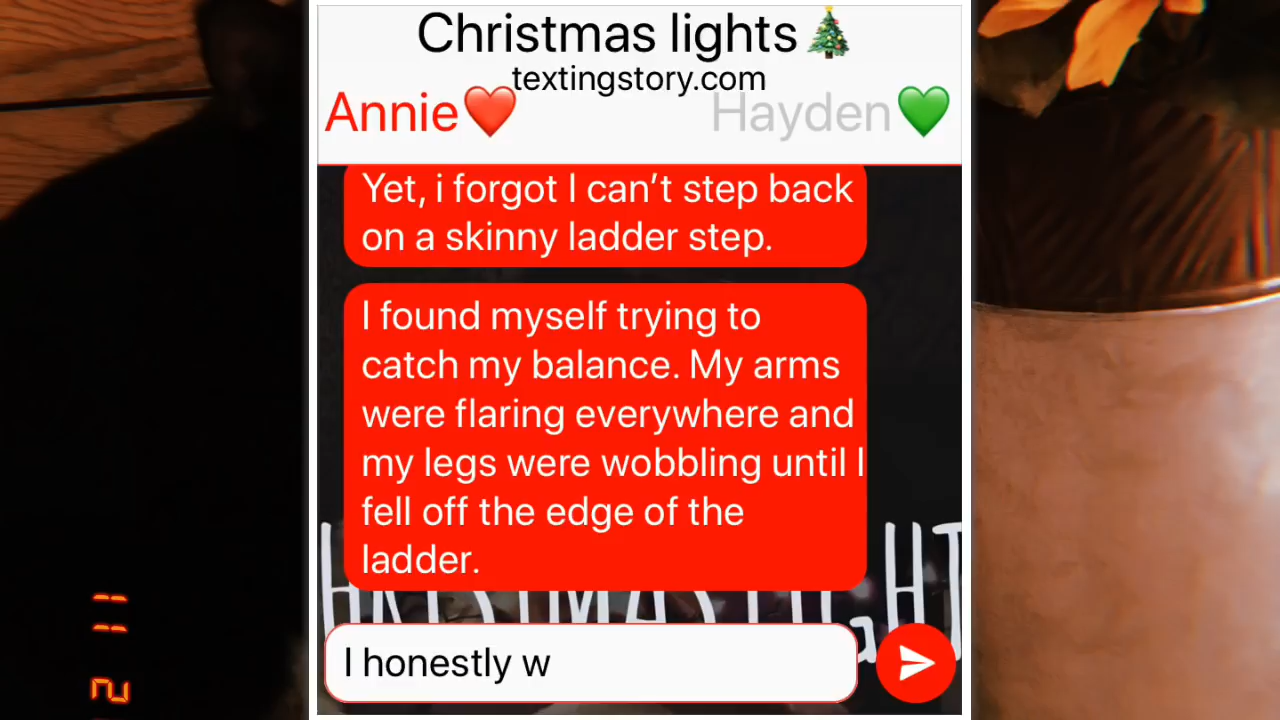 Christmas lights🎄
textingstory.com
Annie❤️ Hayden💚
Yet, i forgot I can’t step back
on a skinny ladder step.
I found myself trying to
catch my balance. My arms
were flaring everywhere and
my legs were wobbling until I
fell off the edge of the
ladder.
CHRISTMAS LIGHT
I honestly w